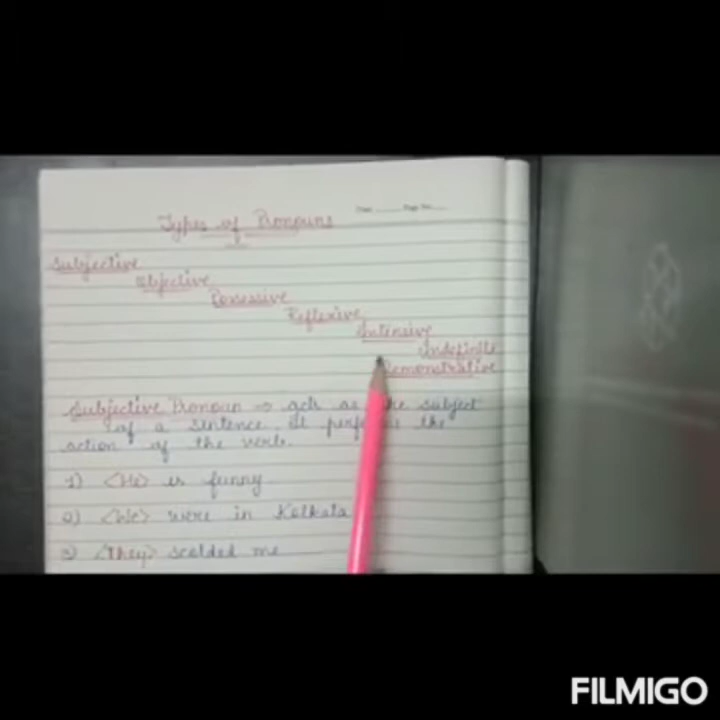 Types of Pronouns
Subjective
Objective
Possessive
Reflexive
Intensive
Indefinite
Demonstrative
Subjective Pronoun → acts as the subject
of a sentence. It performs the
action of the verb.
1) <He> is funny
2) <We> were in Kolkata
3) <They> scolded me
FILMIGO